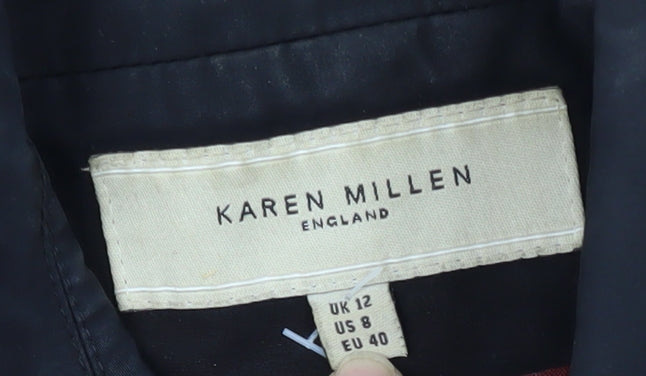 KAREN MILLEN
ENGLAND
UK 12
US 8
EU 40